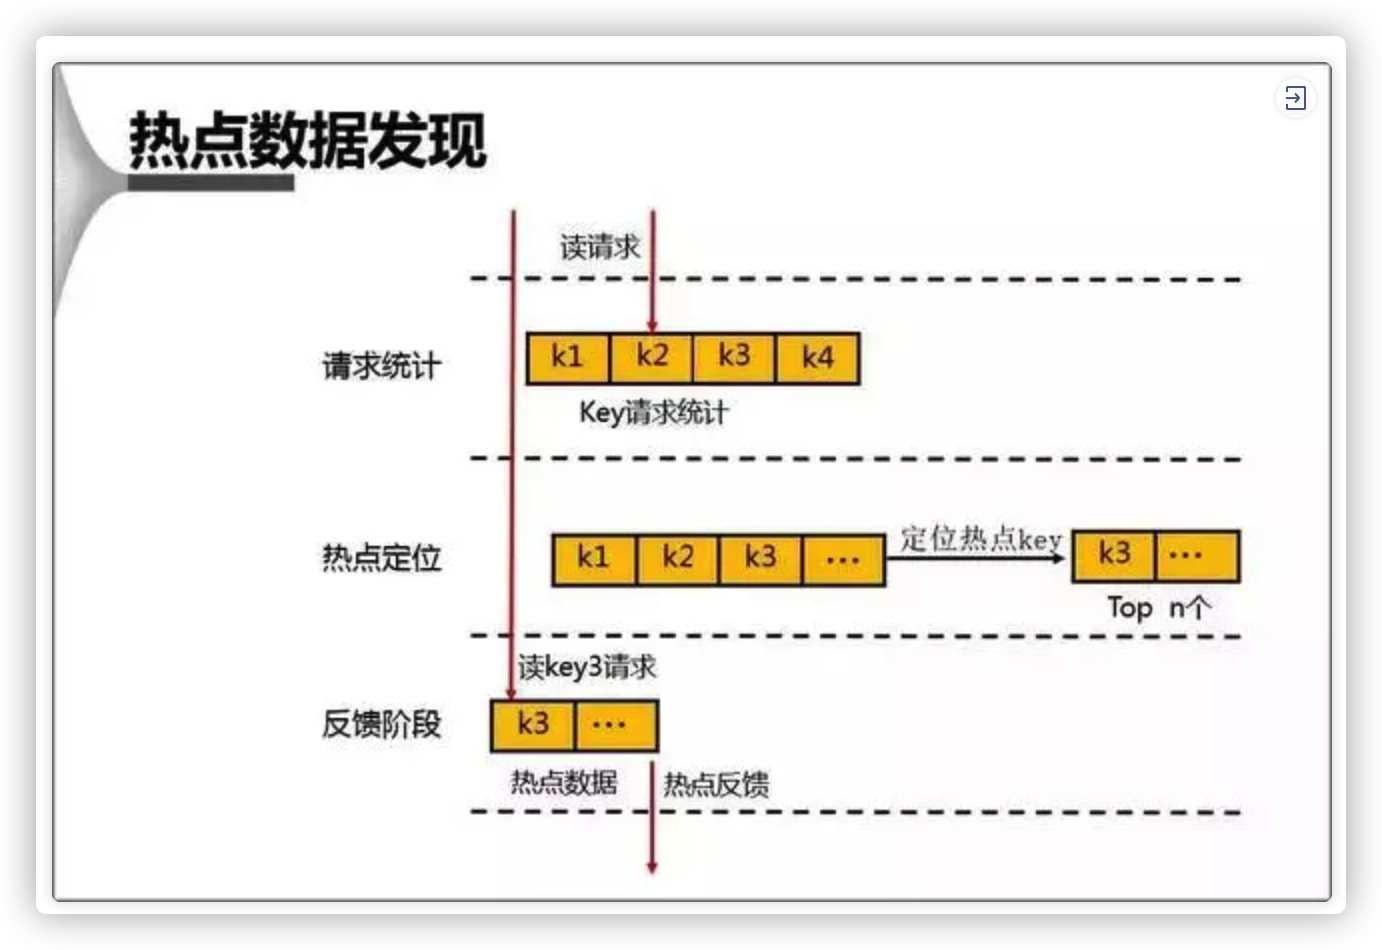 热点数据发现
读请求
请求统计
k1 k2 k3 k4
Key请求统计
热点定位
k1 k2 k3 ...
定位热点key
k3 ...
Top n个
读key3请求
反馈阶段
k3 ...
热点数据
热点反馈